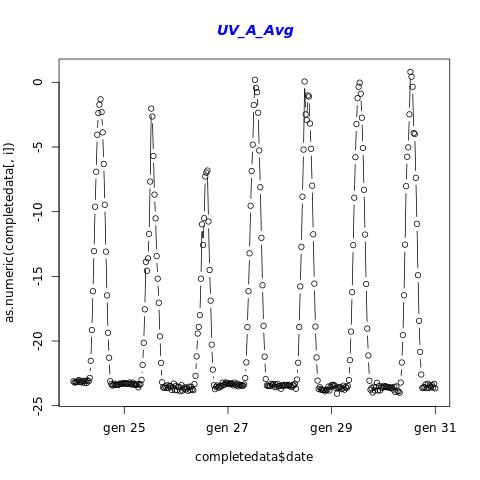 UV_A_Avg
as.numeric(completedata[, i])
0
-5
-10
-15
-20
-25
gen 25 gen 27 gen 29 gen 31
completedata$date